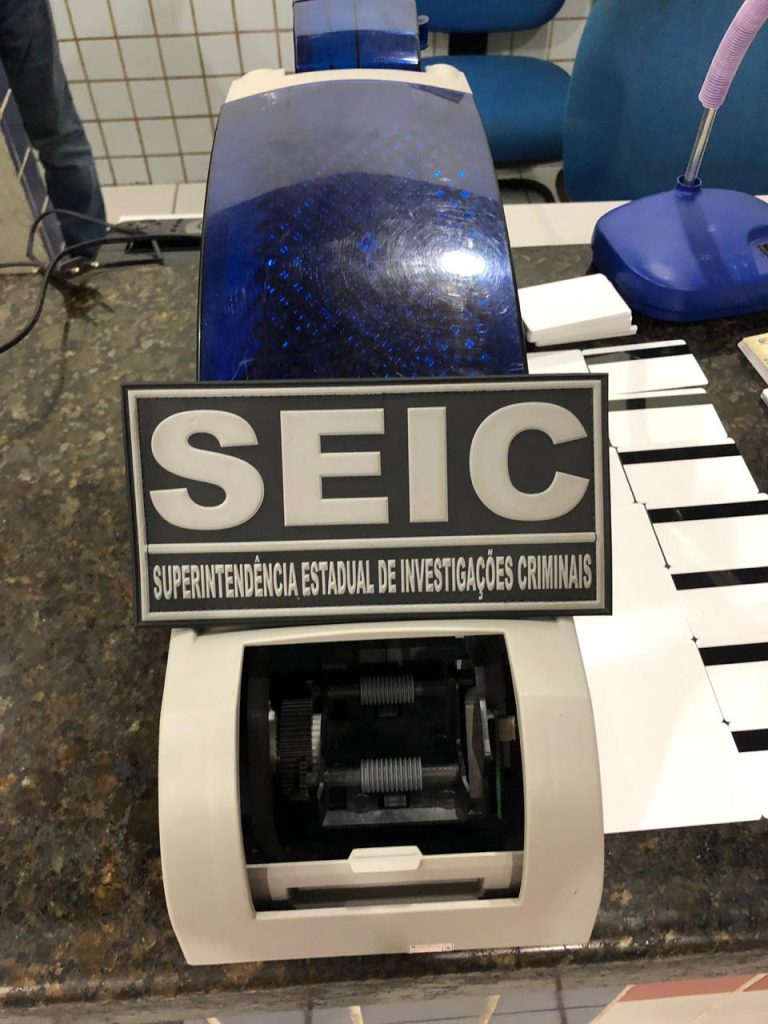 SEIC
SUPERINTENDÊNCIA ESTADUAL DE INVESTIGAÇÕES CRIMINAIS